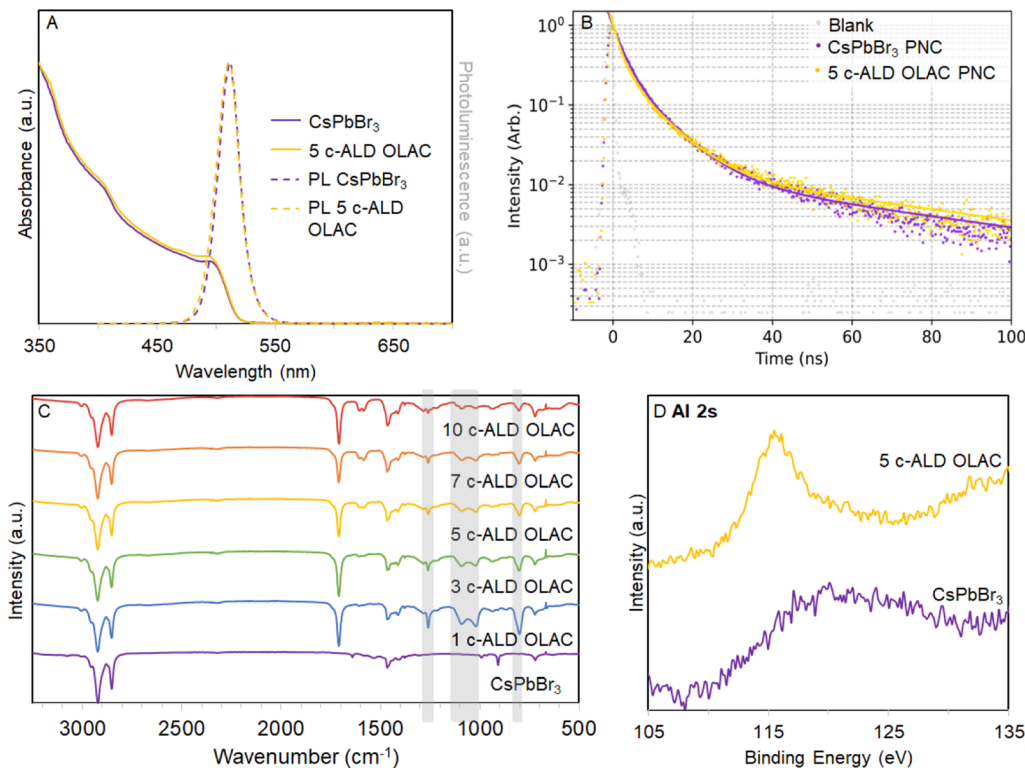 A
Absorbance (a.u.)
Photoluminescence (a.u.)
CsPbBr₃
5 c-ALD OLAC
PL CsPbBr₃
PL 5 c-ALD
OLAC
350
450
550
650
Wavelength (nm)
B
Intensity (Arb.)
10⁰
10⁻¹
10⁻²
10⁻³
Blank
CsPbBr₃ PNC
5 c-ALD OLAC PNC
0
20
40
60
80
100
Time (ns)
C
Intensity (a.u.)
10 c-ALD OLAC
7 c-ALD OLAC
5 c-ALD OLAC
3 c-ALD OLAC
1 c-ALD OLAC
CsPbBr₃
3000
2500
2000
1500
1000
500
Wavenumber (cm⁻¹)
D Al 2s
Intensity (a.u.)
5 c-ALD OLAC
CsPbBr₃
105
115
125
135
Binding Energy (eV)